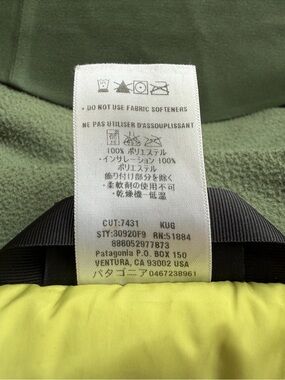 • DO NOT USE FABRIC SOFTENERS
NE PAS UTILISER D'ASSOUPLISSANT
100% ポリエステル
・インサレーション 100%
ポリエステル
飾り付け部分を除く
・柔軟剤の使用不可
・乾燥機－低温
CUT:7431 KUG
STY:30920F9 RN:51884
888052977873
Patagonia P.O. BOX 150
VENTURA, CA 93002 USA
パタゴニア 0467238961